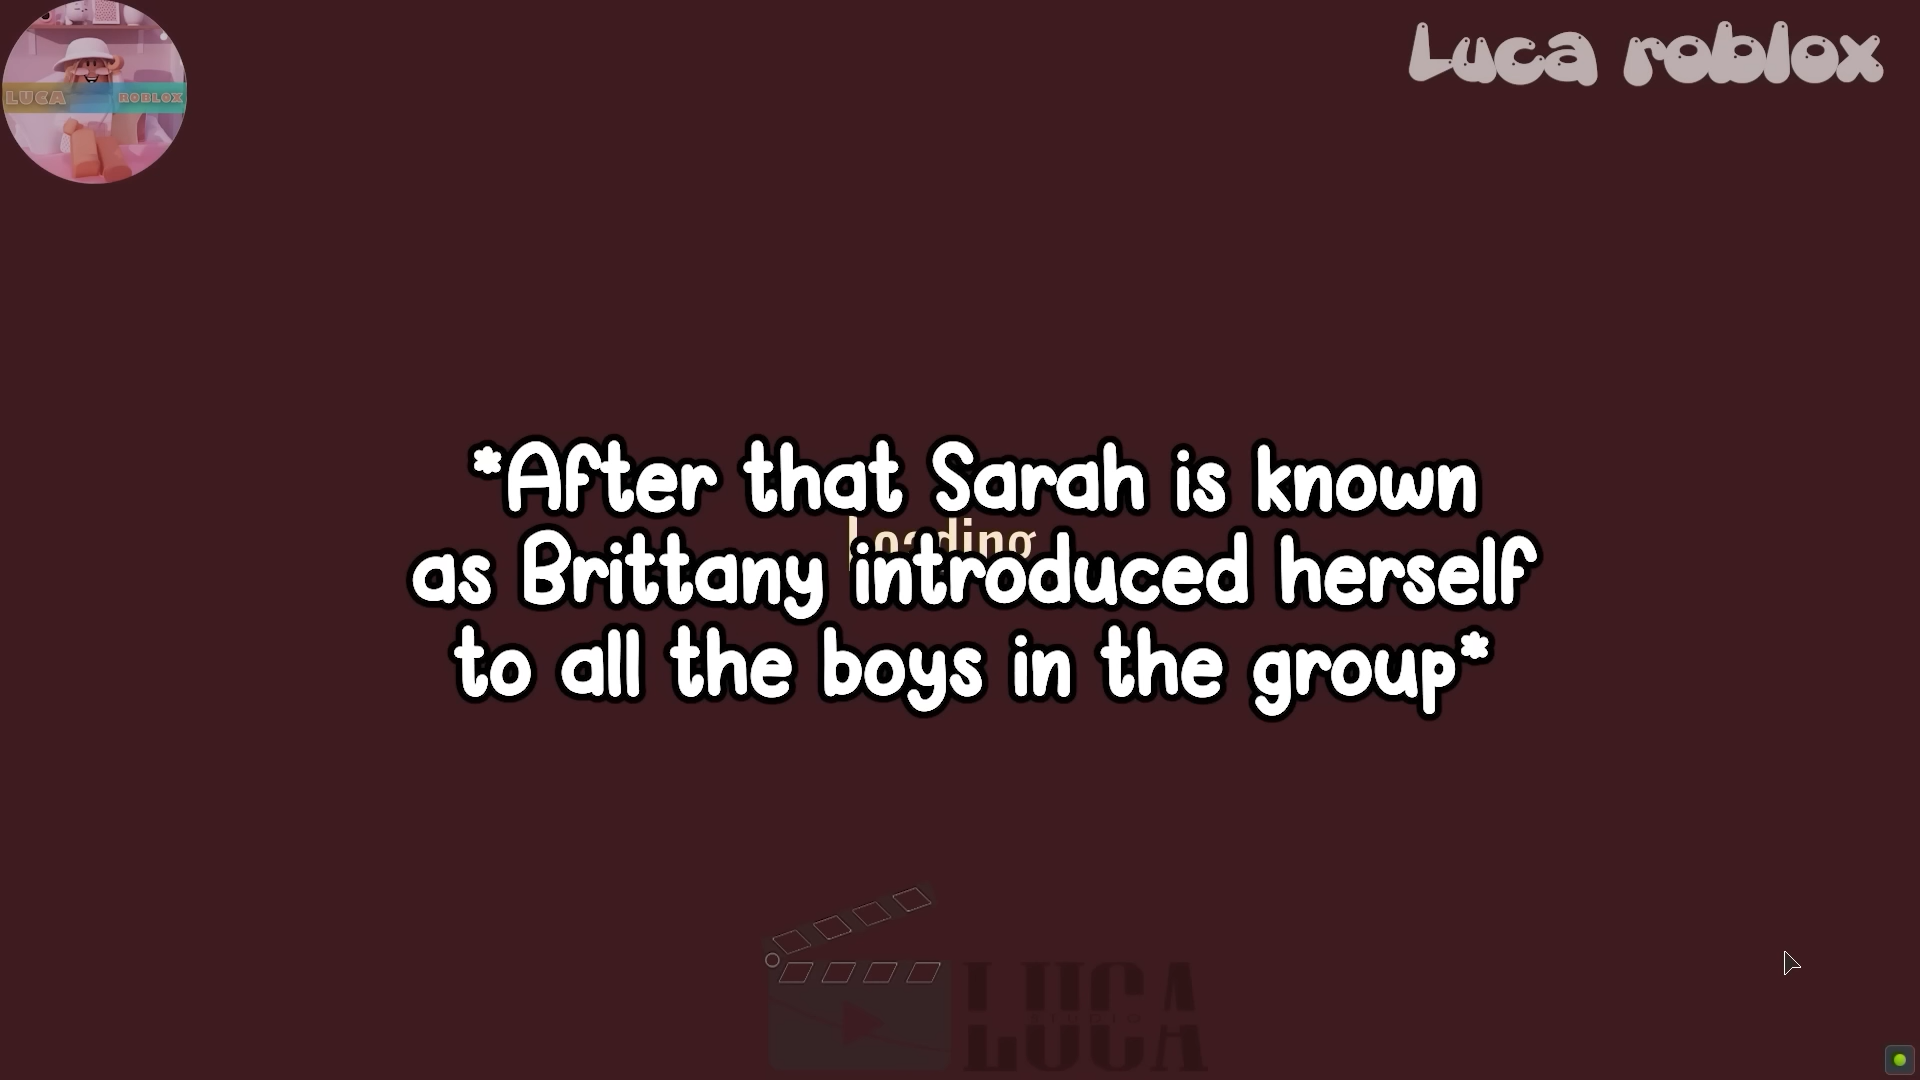 LUCA ROBLOX
Luca roblox
*After that Sarah is known
Loading
as Brittany introduced herself
to all the boys in the group*
LUCA